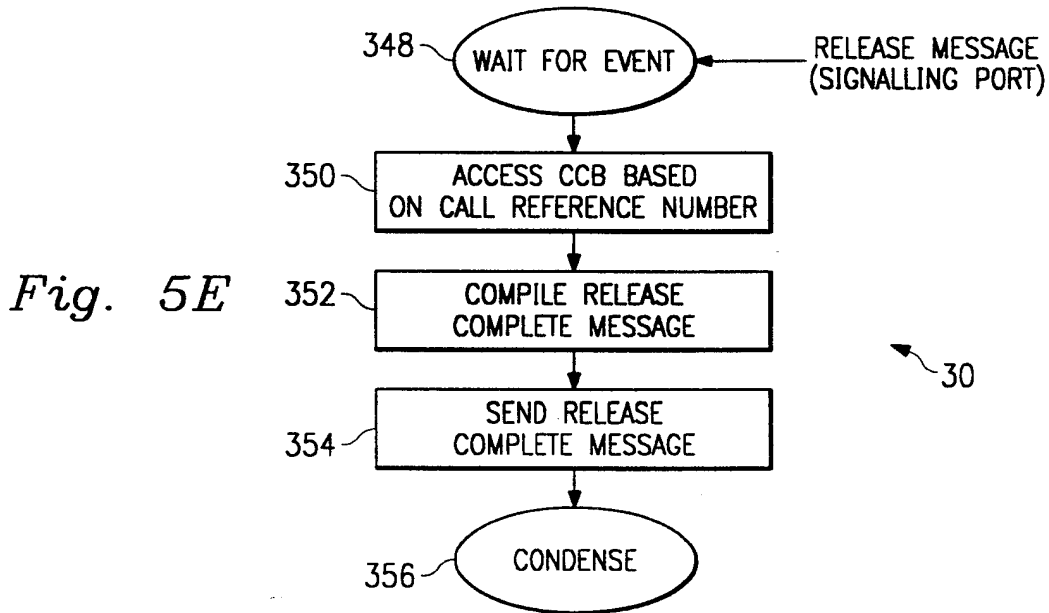 348
WAIT FOR EVENT
RELEASE MESSAGE
(SIGNALLING PORT)
350
ACCESS CCB BASED
ON CALL REFERENCE NUMBER
Fig. 5E
352
COMPILE RELEASE
COMPLETE MESSAGE
30
354
SEND RELEASE
COMPLETE MESSAGE
356
CONDENSE